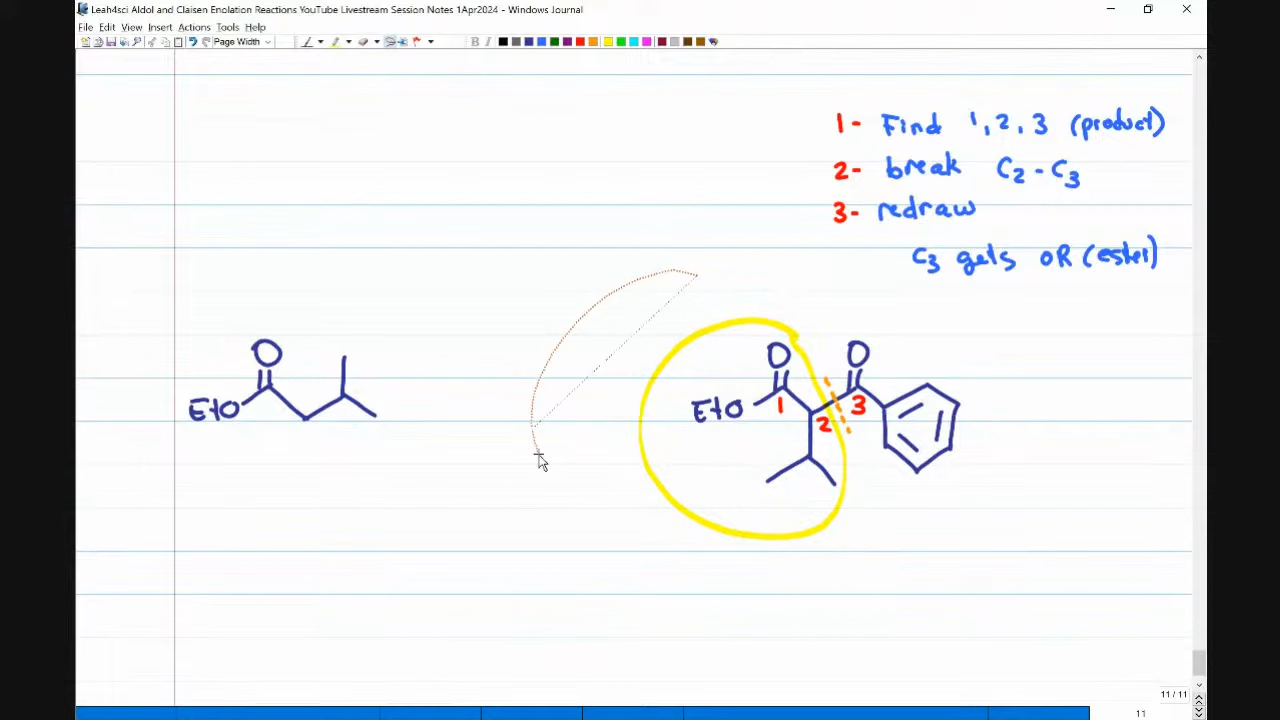 Leah4sci Aldol and Claisen Enolation Reactions YouTube Livestream Session Notes 1Apr2024 - Windows Journal
File Edit View Insert Actions Tools Help
Page Width
B I
1- Find 1, 2, 3 (product)
2- break C2-C3
3- redraw
C3 gets OR (ester)
O
EtO
O O
EtO 1 2 3
11 / 11
11